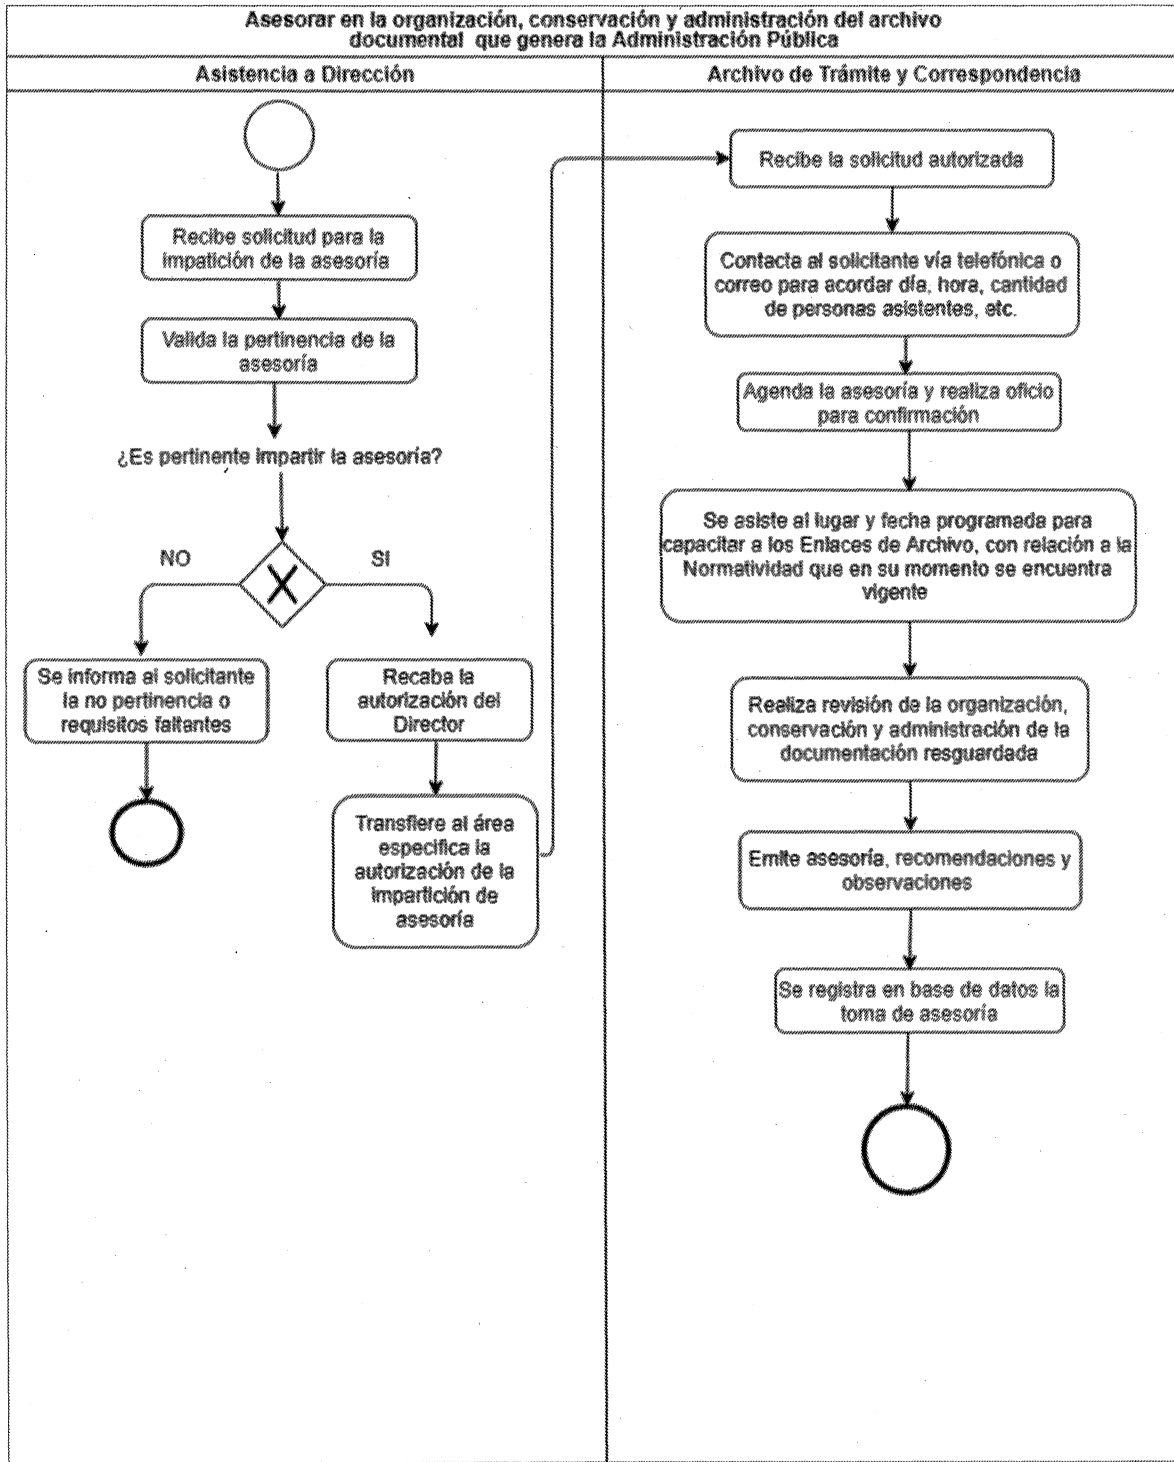 Asesorar en la organización, conservación y administración del archivo
documental que genera la Administración Pública
Asistencia a Dirección
Archivo de Trámite y Correspondencia
Recibe solicitud para la
impatición de la asesoría
Valida la pertinencia de la
asesoría
¿Es pertinente impartir la asesoría?
NO
SI
Se informa al solicitante
la no pertinencia o
requisitos faltantes
Recaba la
autorización del
Director
Transfiere al área
especifica la
autorización de la
impartición de
asesoría
Recibe la solicitud autorizada
Contacta al solicitante vía telefónica o
correo para acordar día, hora, cantidad
de personas asistentes, etc.
Agenda la asesoría y realiza oficio
para confirmación
Se asiste al lugar y fecha programada para
capacitar a los Enlaces de Archivo, con relación a la
Normatividad que en su momento se encuentra
vigente
Realiza revisión de la organización,
conservación y administración de la
documentación resguardada
Emite asesoría, recomendaciones y
observaciones
Se registra en base de datos la
toma de asesoría